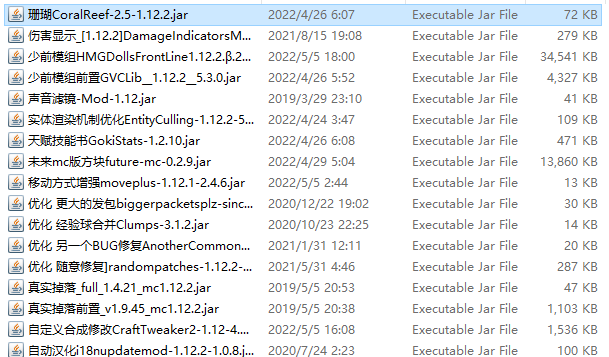 珊瑚CoralReef-2.5-1.12.2.jar 2022/4/26 6:07 Executable Jar File 72 KB
伤害显示_[1.12.2]DamageIndicatorsM... 2021/8/15 19:08 Executable Jar File 279 KB
少前模组HMGDollsFrontLine1.12.2.β.2... 2022/5/5 18:00 Executable Jar File 34,541 KB
少前模组前置GVCLib__1.12.2__5.3.0.jar 2022/4/26 5:52 Executable Jar File 4,327 KB
声音滤镜-Mod-1.12.jar 2019/3/29 23:10 Executable Jar File 41 KB
实体渲染机制优化EntityCulling-1.12.2-5... 2022/4/24 3:47 Executable Jar File 109 KB
天赋技能书GokiStats-1.2.10.jar 2022/4/26 6:08 Executable Jar File 471 KB
未来mc版方块future-mc-0.2.9.jar 2022/4/29 5:04 Executable Jar File 13,860 KB
移动方式增强moveplus-1.12.1-2.4.6.jar 2022/5/5 2:44 Executable Jar File 13 KB
优化 更大的发包biggerpacketsplz-sinc... 2020/12/22 19:02 Executable Jar File 30 KB
优化 经验球合并Clumps-3.1.2.jar 2020/10/23 22:25 Executable Jar File 14 KB
优化 另一个BUG修复AnotherCommon... 2021/1/31 12:11 Executable Jar File 20 KB
优化 随意修复]randompatches-1.12.2-... 2021/5/31 4:46 Executable Jar File 287 KB
真实掉落_full_1.4.21_mc1.12.2.jar 2019/5/5 20:53 Executable Jar File 47 KB
真实掉落前置_v1.9.45_mc1.12.2.jar 2019/5/5 20:38 Executable Jar File 1,103 KB
自定义合成修改CraftTweaker2-1.12-4.... 2022/5/5 16:08 Executable Jar File 1,536 KB
自动汉化i18nupdatemod-1.12.2-1.0.8.j... 2020/7/24 2:23 Executable Jar File 100 KB